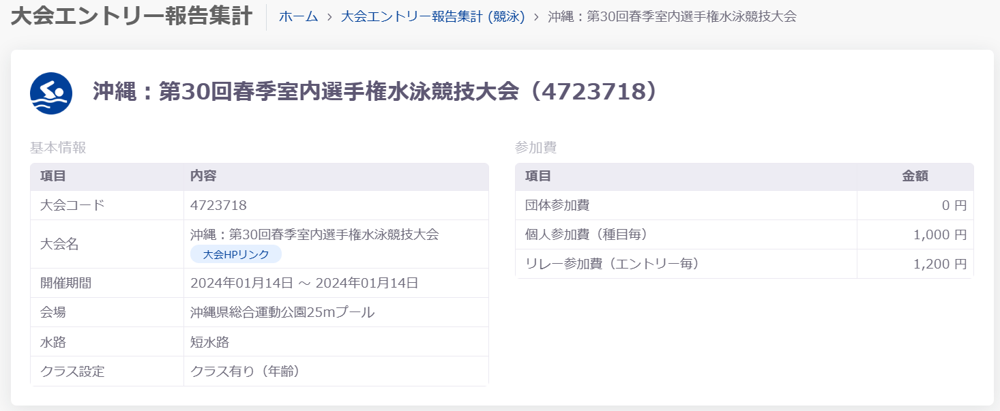 大会エントリー報告集計
ホーム › 大会エントリー報告集計 (競泳) › 沖縄：第30回春季室内選手権水泳競技大会
沖縄：第30回春季室内選手権水泳競技大会（4723718）
基本情報
項目 内容
大会コード 4723718
大会名 沖縄：第30回春季室内選手権水泳競技大会
大会HPリンク
開催期間 2024年01月14日 ～ 2024年01月14日
会場 沖縄県総合運動公園25mプール
水路 短水路
クラス設定 クラス有り（年齢）
参加費
項目 金額
団体参加費 0 円
個人参加費（種目毎） 1,000 円
リレー参加費（エントリー毎） 1,200 円